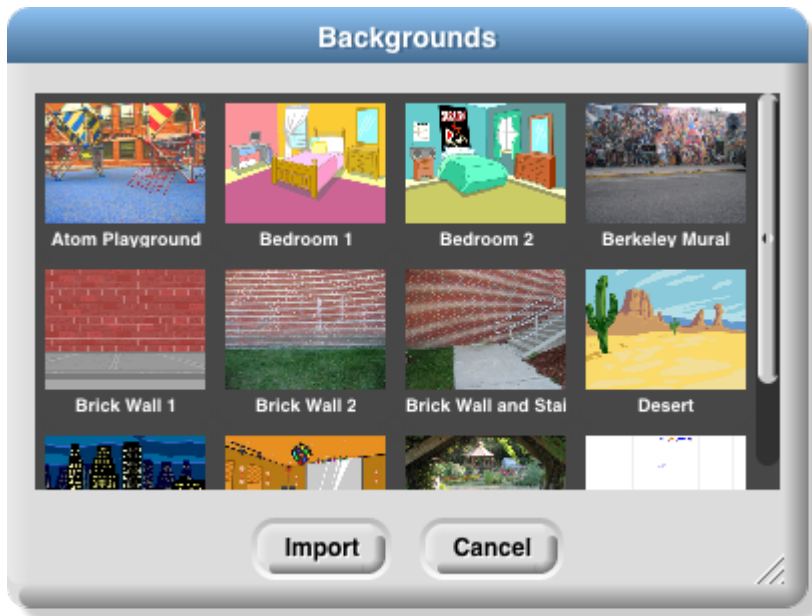 Backgrounds
Atom Playground
Bedroom 1
Bedroom 2
Berkeley Mural
Brick Wall 1
Brick Wall 2
Brick Wall and Stai
Desert
Import
Cancel